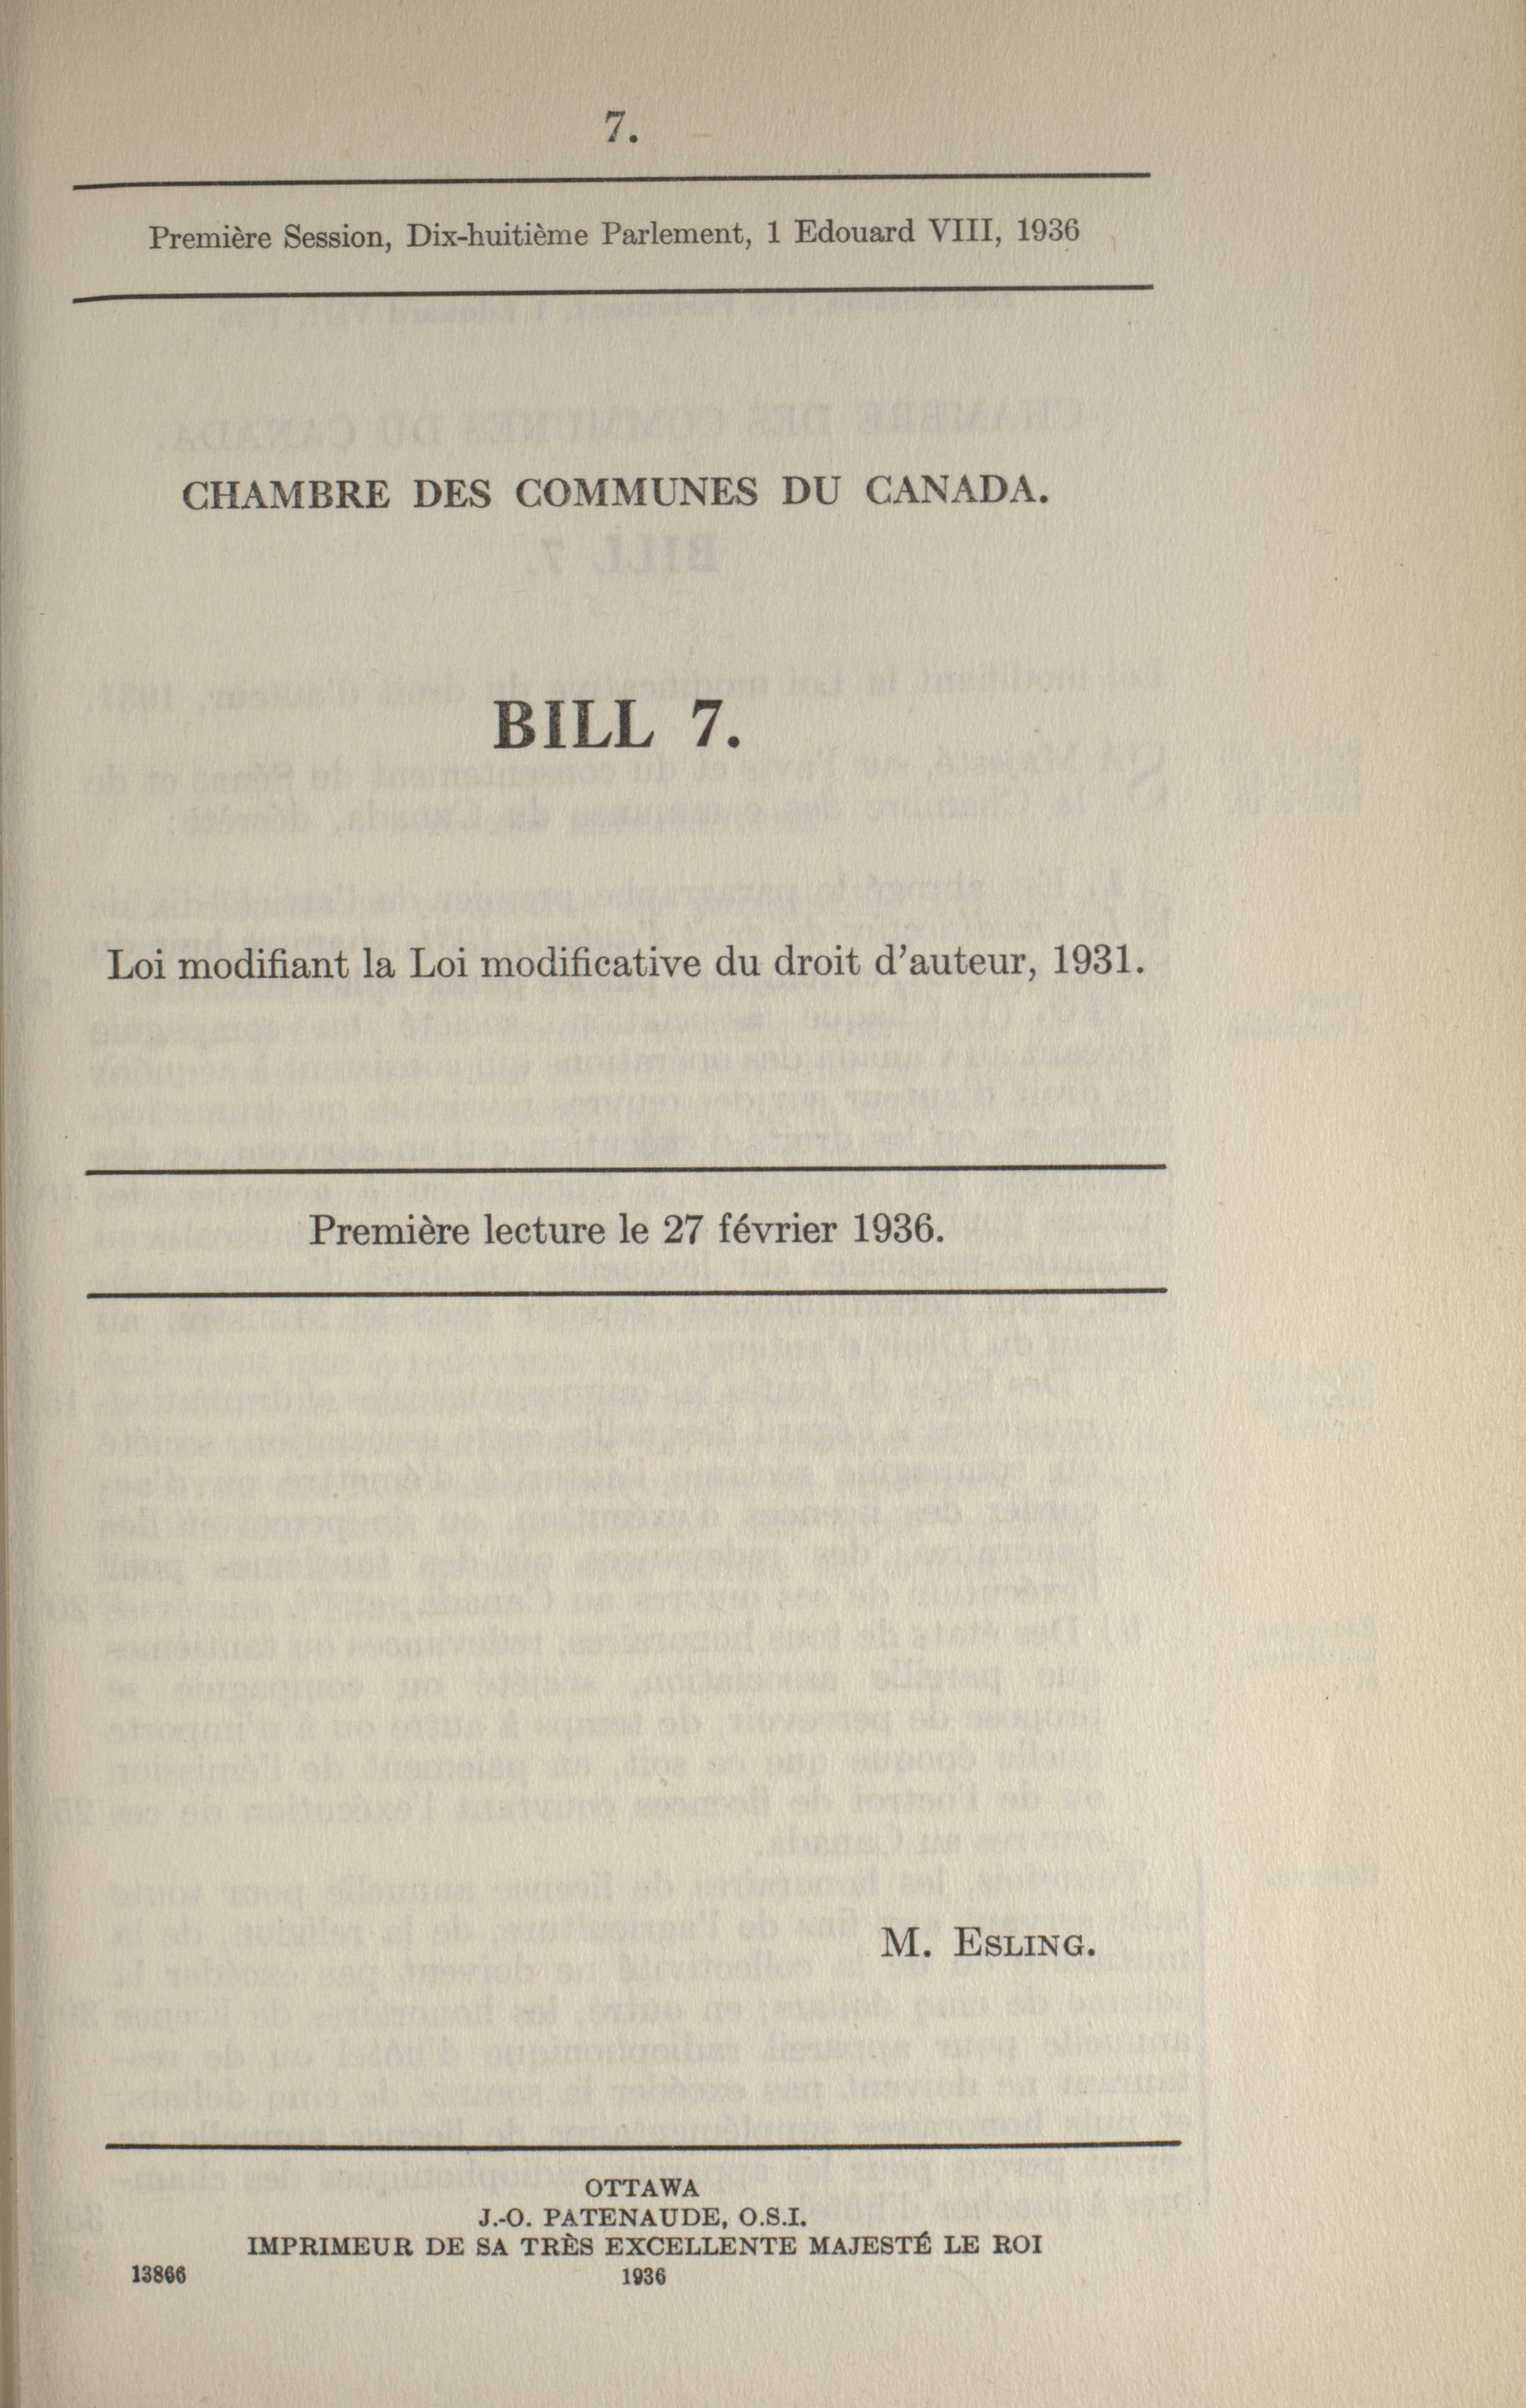 7.
Première Session, Dix-huitième Parlement, 1 Edouard VIII, 1936
CHAMBRE DES COMMUNES DU CANADA.
BILL 7.
Loi modifiant la Loi modificative du droit d'auteur, 1931.
Première lecture le 27 février 1936.
M. ESLING.
OTTAWA
J.-O. PATENAUDE, O.S.I.
IMPRIMEUR DE SA TRÈS EXCELLENTE MAJESTÉ LE ROI
13866 1936